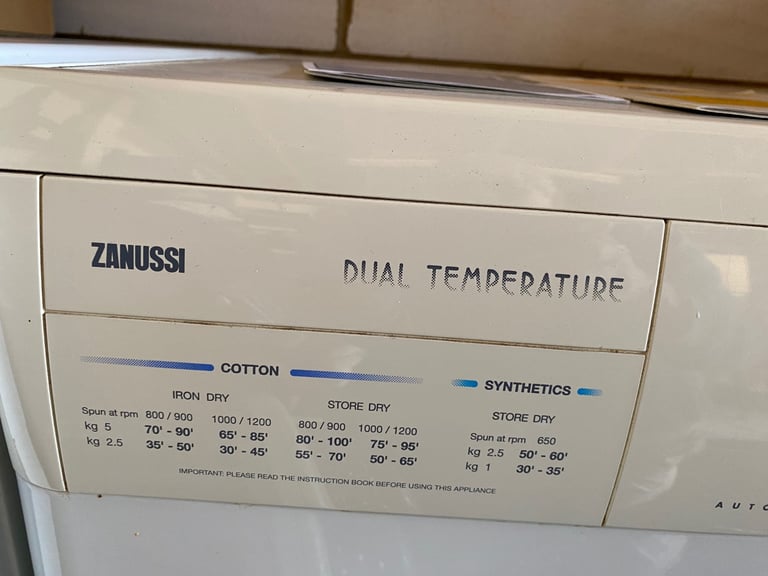 ZANUSSI
DUAL TEMPERATURE
COTTON
IRON DRY
STORE DRY
Spun at rpm 800 / 900 1000 / 1200 800 / 900 1000 / 1200
kg 5 70' - 90' 65' - 85' 80' - 100' 75' - 95'
kg 2.5 35' - 50' 30' - 45' 55' - 70' 50' - 65'
SYNTHETICS
STORE DRY
Spun at rpm 650
kg 2.5 50' - 60'
kg 1 30' - 35'
IMPORTANT: PLEASE READ THE INSTRUCTION BOOK BEFORE USING THIS APPLIANCE
AUTO